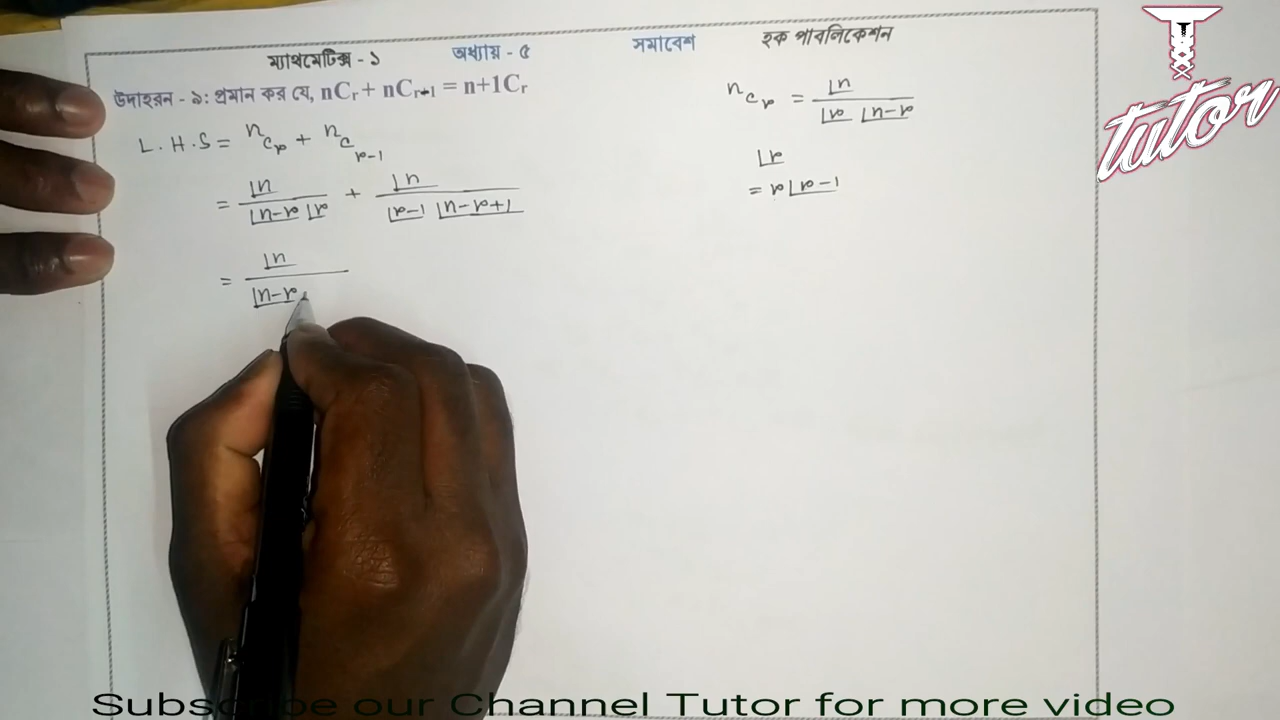 ম্যাথমেটিক্স - ১ অধ্যায় - ৫ সমাবেশ হক পাবলিকেশন
উদাহরন - ৯: প্রমান কর যে, nCr + nCr-1 = n+1Cr
L.H.S = nCr + nCr-1
= ⌊n / ⌊n-r ⌊r + ⌊n / ⌊r-1 ⌊n-r+1
= ⌊n / ⌊n-r
nCr = ⌊n / ⌊r ⌊n-r
⌊r
= r⌊r-1
T
tutor
Subscribe our Channel Tutor for more video